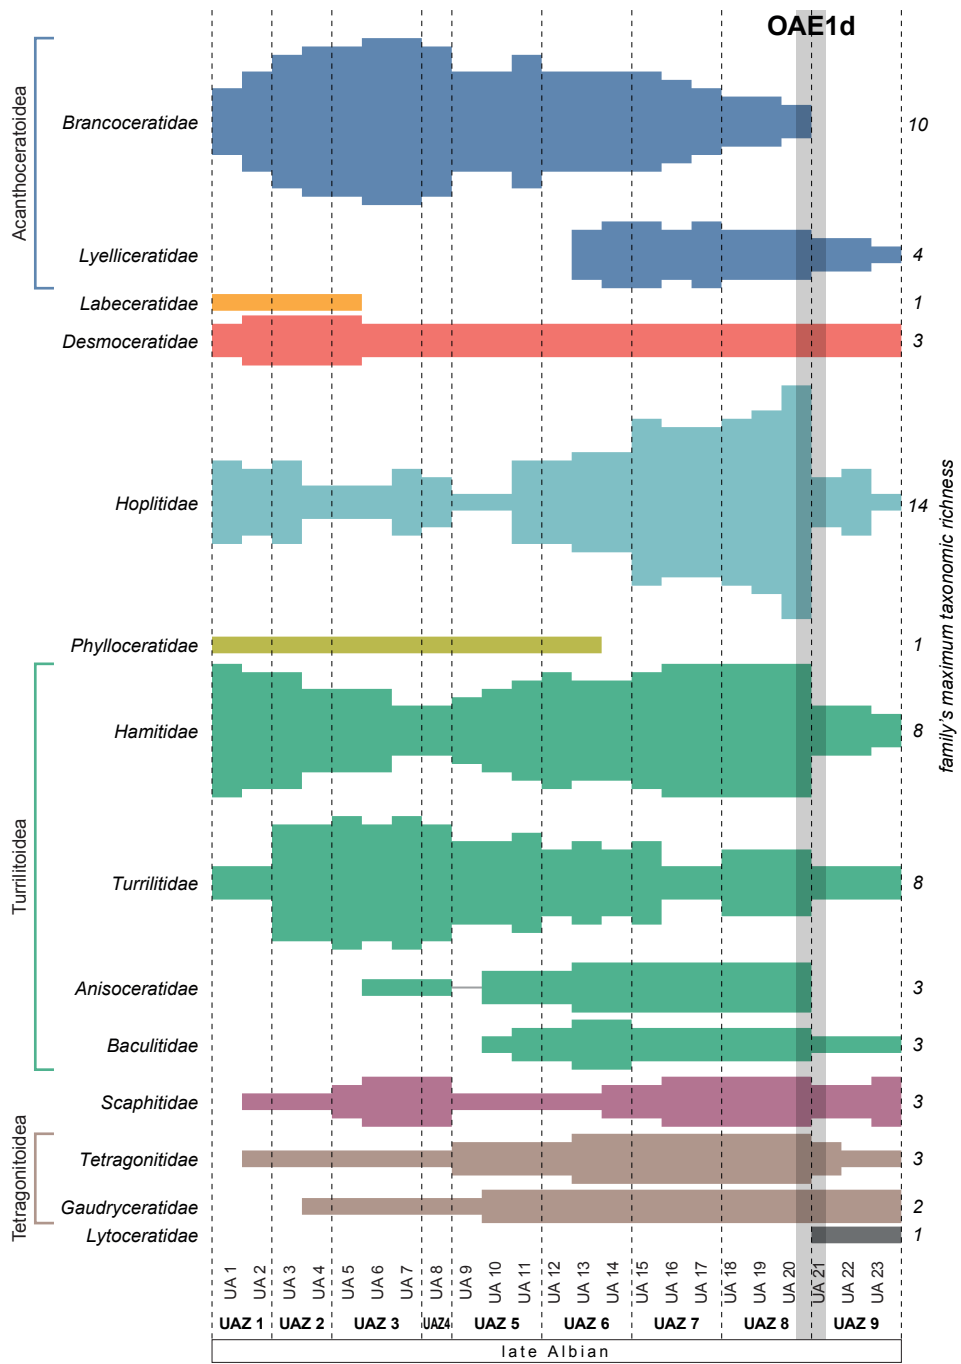 OAE1d
Acanthoceratoidea
Brancoceratidae
10
Lyelliceratidae
4
Labeceratidae
1
Desmoceratidae
3
Hoplitidae
14
family's maximum taxonomic richness
Phylloceratidae
1
Turrilitoidea
Hamitidae
8
Turrilitidae
8
Anisoceratidae
3
Baculitidae
3
Scaphitidae
3
Tetragonitoidea
Tetragonitidae
3
Gaudryceratidae
2
Lytoceratidae
1
UA 1 UA 2 UA 3 UA 4 UA 5 UA 6 UA 7 UA 8 UA 9 UA 10 UA 11 UA 12 UA 13 UA 14 UA 15 UA 16 UA 17 UA 18 UA 19 UA 20 UA 21 UA 22 UA 23
UAZ 1 UAZ 2 UAZ 3 UAZ4 UAZ 5 UAZ 6 UAZ 7 UAZ 8 UAZ 9
late Albian